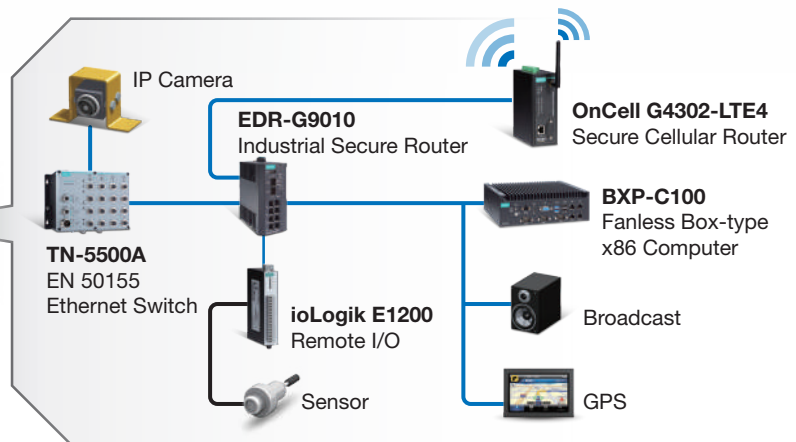 IP Camera
EDR-G9010
Industrial Secure Router
OnCell G4302-LTE4
Secure Cellular Router
TN-5500A
EN 50155
Ethernet Switch
BXP-C100
Fanless Box-type
x86 Computer
ioLogik E1200
Remote I/O
Broadcast
Sensor
GPS